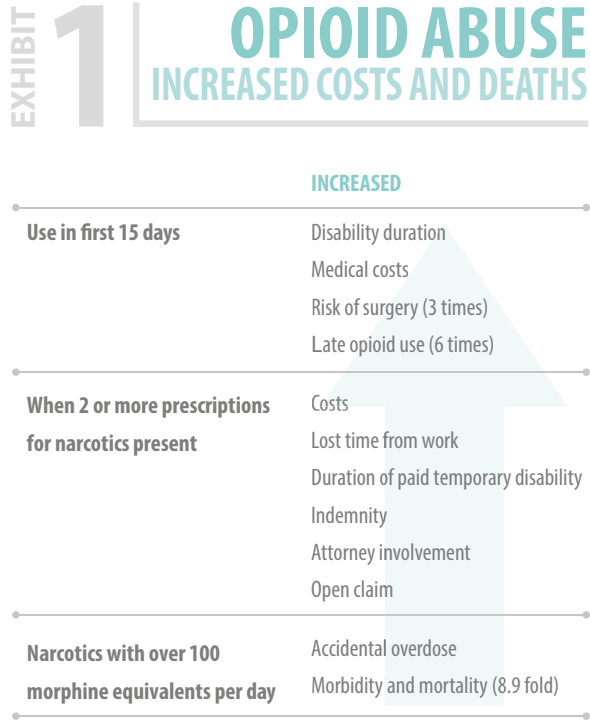 EXHIBIT 1
OPIOID ABUSE
INCREASED COSTS AND DEATHS
INCREASED
Use in first 15 days
Disability duration
Medical costs
Risk of surgery (3 times)
Late opioid use (6 times)
When 2 or more prescriptions
for narcotics present
Costs
Lost time from work
Duration of paid temporary disability
Indemnity
Attorney involvement
Open claim
Narcotics with over 100
morphine equivalents per day
Accidental overdose
Morbidity and mortality (8.9 fold)